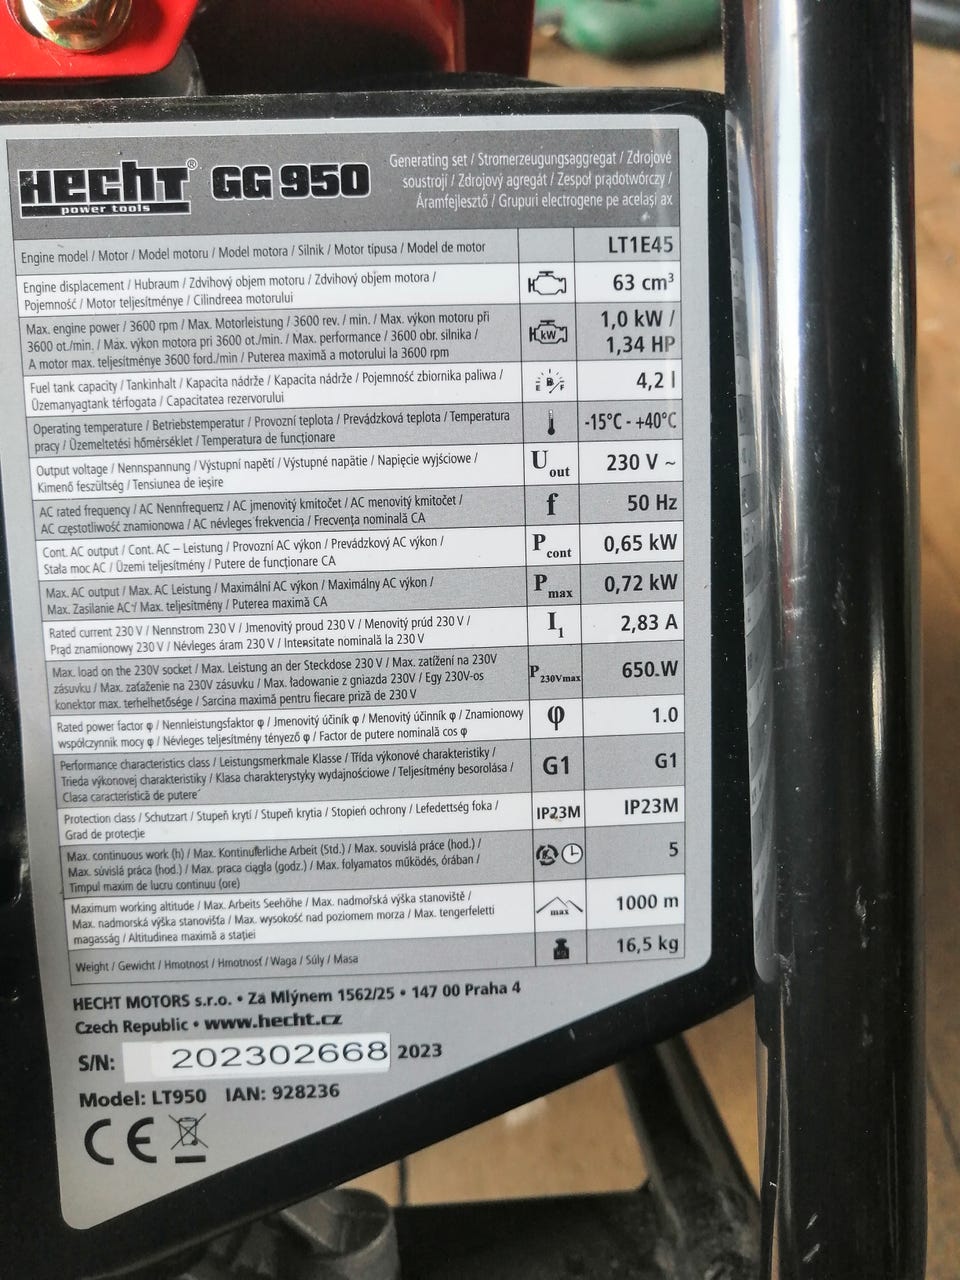 HECHT® GG 950
power tools
Generating set / Stromerzeugungsaggregat / Zdrojové
soustrojí / Zdrojový agregát / Zespoł prądotwórczy /
Áramfejlesztő / Grupuri electrogene pe același ax
Engine model / Motor / Model motoru / Model motora / Silnik / Motor típusa / Model de motor LT1E45
Engine displacement / Hubraum / Zdvihový objem motoru / Zdvihový objem motora /
Pojemność / Motor teljesítménye / Cilindreea motorului
63 cm³
Max. engine power / 3600 rpm / Max. Motorleistung / 3600 rev. / min. / Max. výkon motoru při
3600 ot./min. / Max. výkon motora pri 3600 ot./min. / Max. performance / 3600 obr. silnika /
A motor max. teljesítménye 3600 ford./min / Puterea maximă a motorului la 3600 rpm
kW
1,0 kW /
1,34 HP
Fuel tank capacity / Tankinhalt / Kapacita nádrže / Kapacita nádrže / Pojemność zbiornika paliwa /
Üzemanyagtank térfogata / Capacitatea rezervorului
E F
4,2 l
Operating temperature / Betriebstemperatur / Provozní teplota / Prevádzková teplota / Temperatura
pracy / Üzemeltetési hőmérséklet / Temperatura de funcționare
-15°C - +40°C
Output voltage / Nennspannung / Výstupní napětí / Výstupné napätie / Napięcie wyjściowe /
Kimenő feszültség / Tensiunea de ieșire
Uout 230 V ~
AC rated frequency / AC Nennfrequenz / AC jmenovitý kmitočet / AC menovitý kmitočet /
AC częstotliwość znamionowa / AC névleges frekvencia / Frecvența nominală CA
f 50 Hz
Cont. AC output / Cont. AC – Leistung / Provozní AC výkon / Prevádzkový AC výkon /
Stała moc AC / Üzemi teljesítmény / Putere de funcționare CA
Pcont 0,65 kW
Max. AC output / Max. AC Leistung / Maximální AC výkon / Maximálny AC výkon /
Max. Zasilanie AC / Max. teljesítmény / Puterea maximă CA
Pmax 0,72 kW
Rated current 230 V / Nennstrom 230 V / Jmenovitý proud 230 V / Menovitý prúd 230 V /
Prąd znamionowy 230 V / Névleges áram 230 V / Intensitate nominală la 230 V
I1 2,83 A
Max. load on the 230V socket / Max. Leistung an der Steckdose 230 V / Max. zatížení na 230V
zásuvku / Max. zaťaženie na 230V zásuvku / Max. ładowanie z gniazda 230V / Egy 230V-os
konektor max. terhelhetősége / Sarcina maximă pentru fiecare priză de 230 V
P230Vmax 650 W
Rated power factor φ / Nennleistungsfaktor φ / Jmenovitý účiník φ / Menovitý účinník φ / Znamionowy
współczynnik mocy φ / Névleges teljesítmény tényező φ / Factor de putere nominală cos φ
φ 1.0
Performance characteristics class / Leistungsmerkmale Klasse / Třída výkonové charakteristiky /
Trieda výkonovej charakteristiky / Klasa charakterystyky wydajnościowe / Teljesítmény besorolása /
Clasa caracteristică de putere
G1 G1
Protection class / Schutzart / Stupeň krytí / Stupeň krytia / Stopień ochrony / Lefedettség foka /
Grad de protecție
IP23M IP23M
Max. continuous work (h) / Max. Kontinuferliche Arbeit (Std.) / Max. souvislá práce (hod.) /
Max. súvislá práca (hod.) / Max. praca ciągła (godz.) / Max. folyamatos működés, órában /
Timpul maxim de lucru continuu (ore)
5
Maximum working altitude / Max. Arbeits Seehöhe / Max. nadmořská výška stanoviště /
Max. nadmorská výška stanovišťa / Max. wysokość nad poziomem morza / Max. tengerfeletti
magasság / Altitudinea maximă a stației
max 1000 m
Weight / Gewicht / Hmotnost / Hmotnosť / Waga / Súly / Masa
16,5 kg
HECHT MOTORS s.r.o. • Za Mlýnem 1562/25 • 147 00 Praha 4
Czech Republic • www.hecht.cz
S/N: 202302668 2023
Model: LT950 IAN: 928236
CE